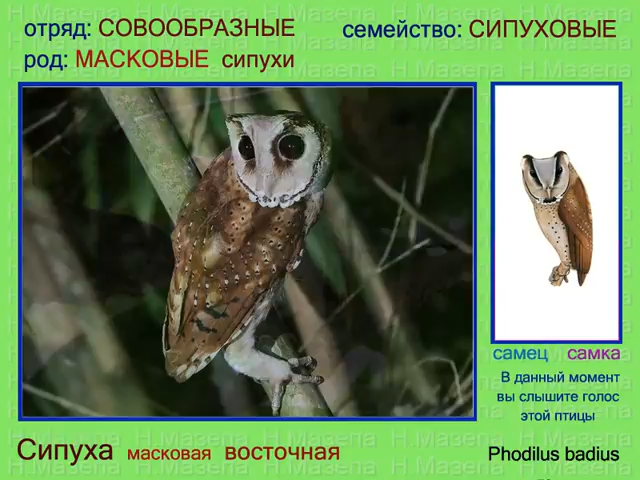 отряд: СОВООБРАЗНЫЕ семейство: СИПУХОВЫЕ
род: МАСКОВЫЕ сипухи
самец самка
В данный момент
вы слышите голос
этой птицы
Сипуха масковая восточная Phodilus badius
Н.Мазепа